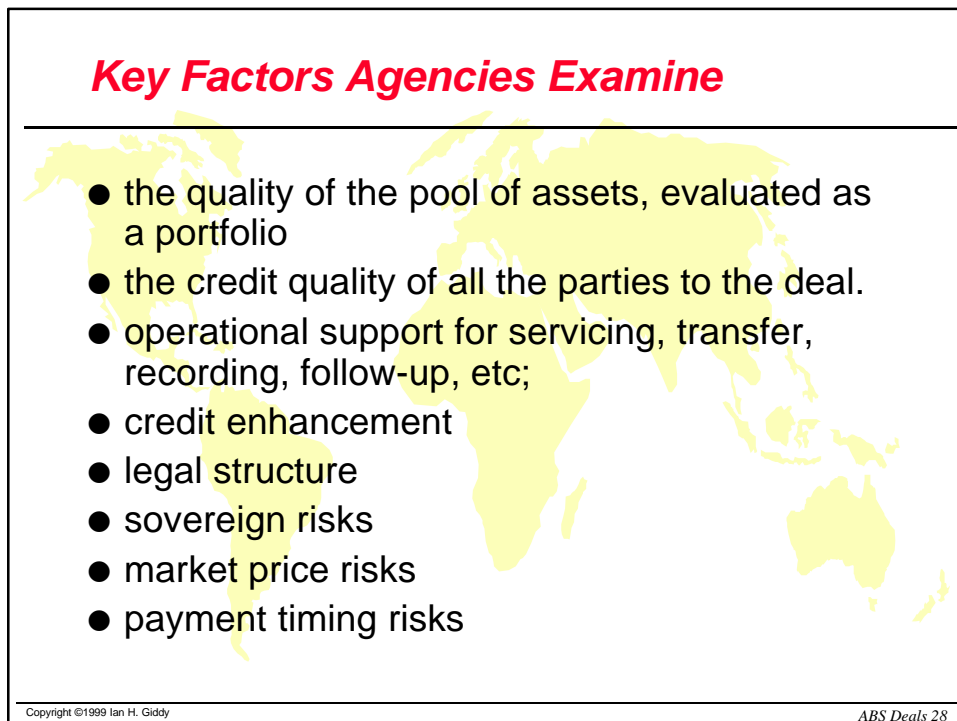 Key Factors Agencies Examine
● the quality of the pool of assets, evaluated as
a portfolio
● the credit quality of all the parties to the deal.
● operational support for servicing, transfer,
recording, follow-up, etc;
● credit enhancement
● legal structure
● sovereign risks
● market price risks
● payment timing risks
Copyright ©1999 Ian H. Giddy
ABS Deals 28